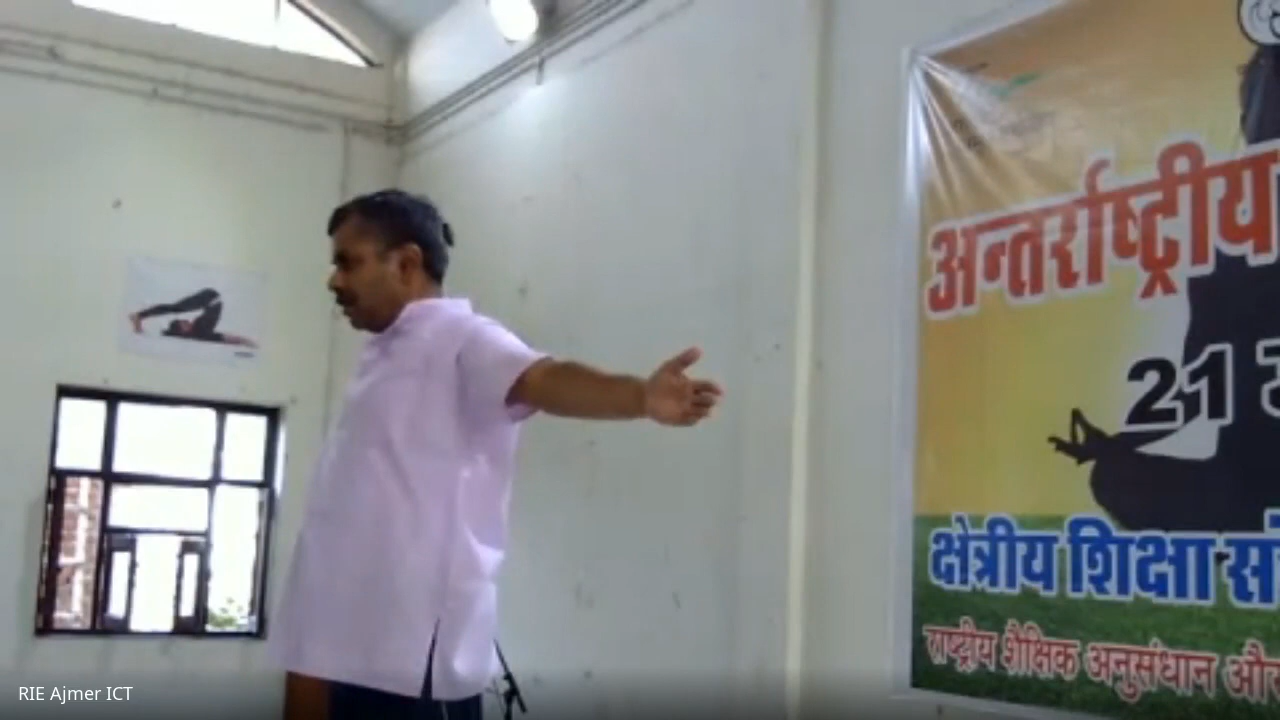 अन्तर्राष्ट्रीय
21
क्षेत्रीय शिक्षा
राष्ट्रीय शैक्षिक अनुसंधान और
RIE Ajmer ICT